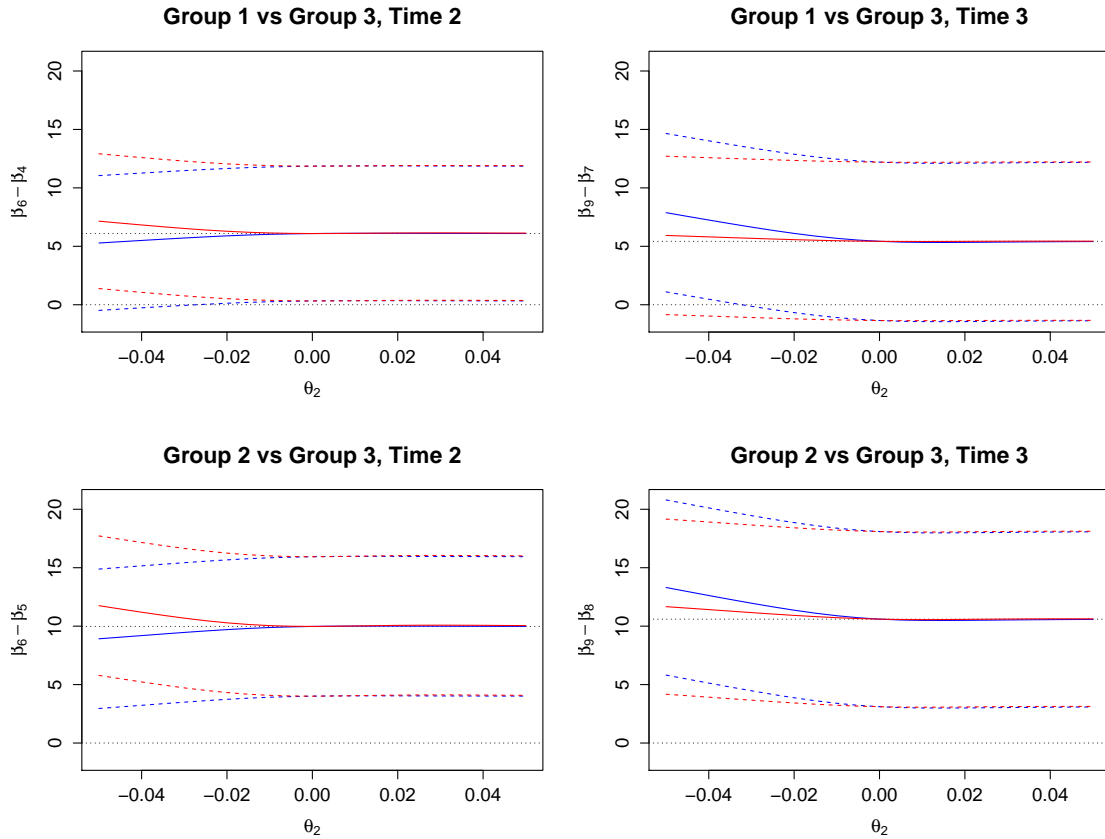 Group 1 vs Group 3, Time 2
20
15
10
5
0
β6 − β4
−0.04 −0.02 0.00 0.02 0.04
θ2
Group 1 vs Group 3, Time 3
20
15
10
5
0
β9 − β7
−0.04 −0.02 0.00 0.02 0.04
θ2
Group 2 vs Group 3, Time 2
20
15
10
5
0
β6 − β5
−0.04 −0.02 0.00 0.02 0.04
θ2
Group 2 vs Group 3, Time 3
20
15
10
5
0
β9 − β8
−0.04 −0.02 0.00 0.02 0.04
θ2